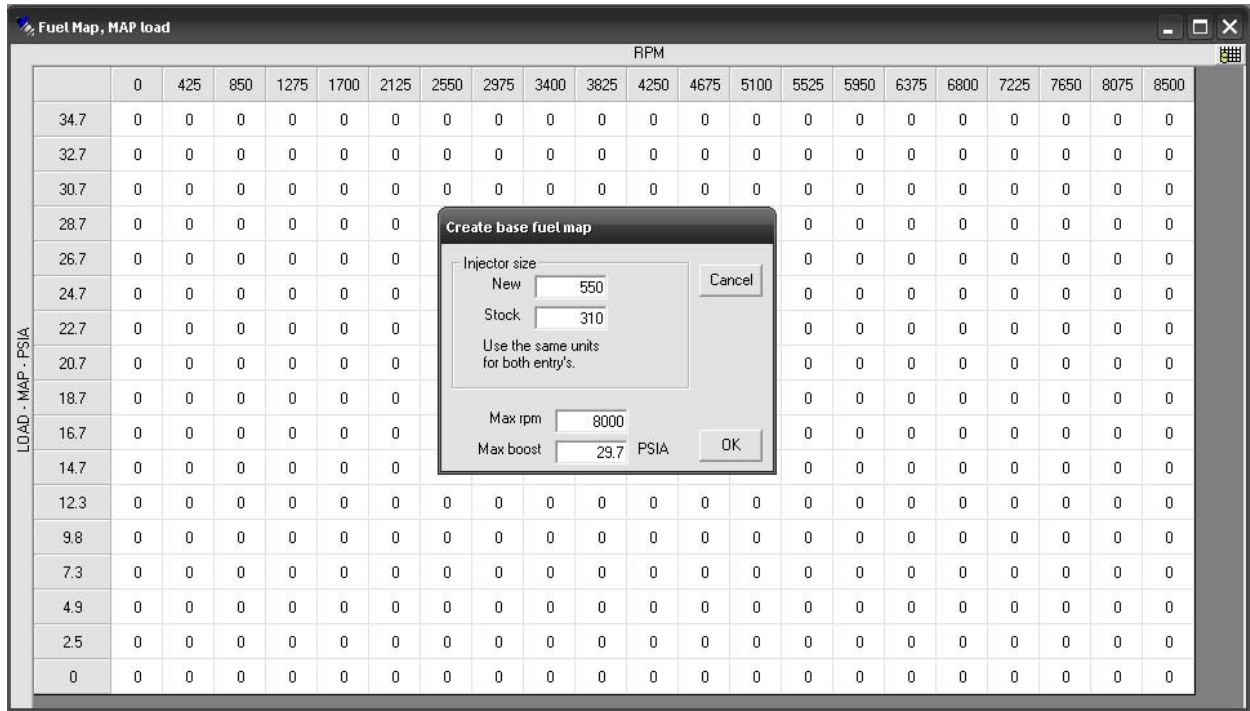 Fuel Map, MAP load
RPM
0 425 850 1275 1700 2125 2550 2975 3400 3825 4250 4675 5100 5525 5950 6375 6800 7225 7650 8075 8500
LOAD - MAP - PSIA
34.7 0 0 0 0 0 0 0 0 0 0 0 0 0 0 0 0 0 0 0 0 0
32.7 0 0 0 0 0 0 0 0 0 0 0 0 0 0 0 0 0 0 0 0 0
30.7 0 0 0 0 0 0 0 0 0 0 0 0 0 0 0 0 0 0 0 0 0
28.7 0 0 0 0 0 0 0 0 0 0 0 0 0 0
26.7 0 0 0 0 0 0 0 0 0 0 0 0 0 0
24.7 0 0 0 0 0 0 0 0 0 0 0 0 0 0
22.7 0 0 0 0 0 0 0 0 0 0 0 0 0 0
20.7 0 0 0 0 0 0 0 0 0 0 0 0 0 0
18.7 0 0 0 0 0 0 0 0 0 0 0 0 0 0
16.7 0 0 0 0 0 0 0 0 0 0 0 0 0 0
14.7 0 0 0 0 0 0 0 0 0 0 0 0 0 0
12.3 0 0 0 0 0 0 0 0 0 0 0 0 0 0 0 0 0 0 0 0 0
9.8 0 0 0 0 0 0 0 0 0 0 0 0 0 0 0 0 0 0 0 0 0
7.3 0 0 0 0 0 0 0 0 0 0 0 0 0 0 0 0 0 0 0 0 0
4.9 0 0 0 0 0 0 0 0 0 0 0 0 0 0 0 0 0 0 0 0 0
2.5 0 0 0 0 0 0 0 0 0 0 0 0 0 0 0 0 0 0 0 0 0
0 0 0 0 0 0 0 0 0 0 0 0 0 0 0 0 0 0 0 0 0 0
Create base fuel map
Injector size
New 550
Cancel
Stock 310
Use the same units
for both entry's.
Max rpm 8000
Max boost 29.7 PSIA
OK